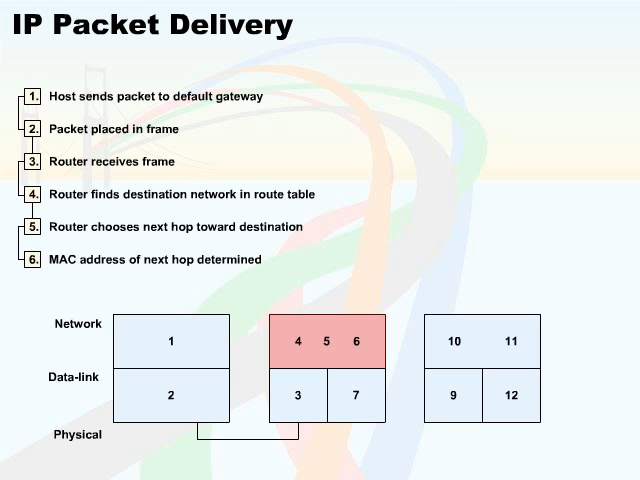 IP Packet Delivery
1. Host sends packet to default gateway
2. Packet placed in frame
3. Router receives frame
4. Router finds destination network in route table
5. Router chooses next hop toward destination
6. MAC address of next hop determined
Network
1
4 5 6
10 11
Data-link
2
3 7
9 12
Physical